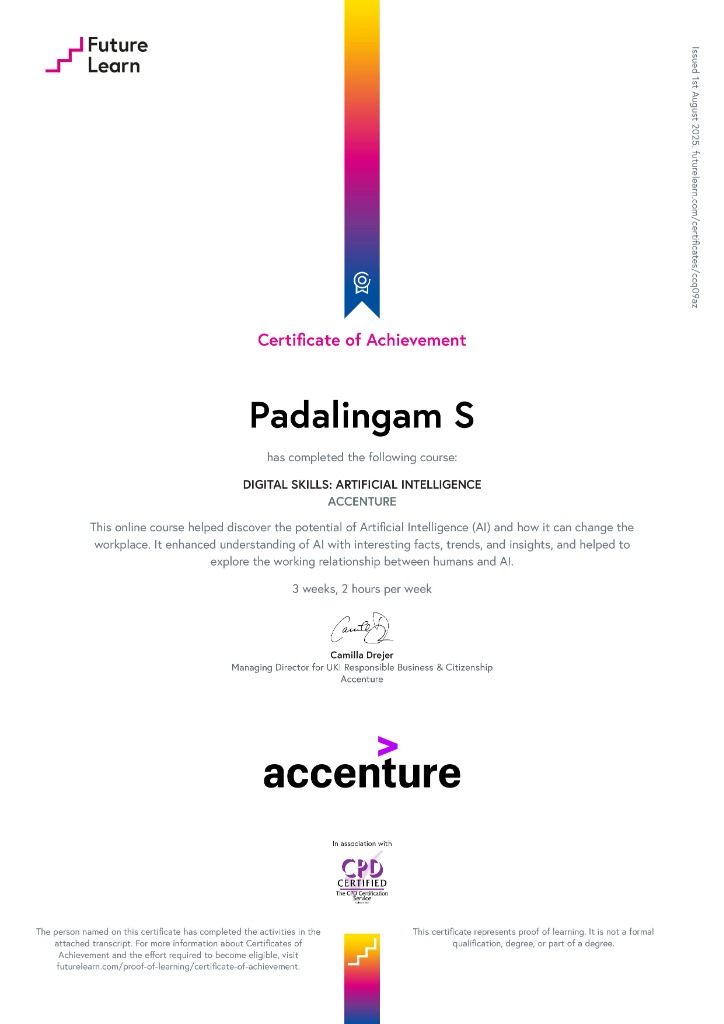 Future
Learn
Issued 1st August 2025. futurelearn.com/certificates/ccq09az
Certificate of Achievement
Padalingam S
has completed the following course:
DIGITAL SKILLS: ARTIFICIAL INTELLIGENCE
ACCENTURE
This online course helped discover the potential of Artificial Intelligence (AI) and how it can change the
workplace. It enhanced understanding of AI with interesting facts, trends, and insights, and helped to
explore the working relationship between humans and AI.
3 weeks, 2 hours per week
Camilla Drejer
Managing Director for UKI Responsible Business & Citizenship
Accenture
accenture
In association with
CPD
CERTIFIED
The CPD Certification
Service
The person named on this certificate has completed the activities in the
attached transcript. For more information about Certificates of
Achievement and the effort required to become eligible, visit
futurelearn.com/proof-of-learning/certificate-of-achievement.
This certificate represents proof of learning. It is not a formal
qualification, degree, or part of a degree.